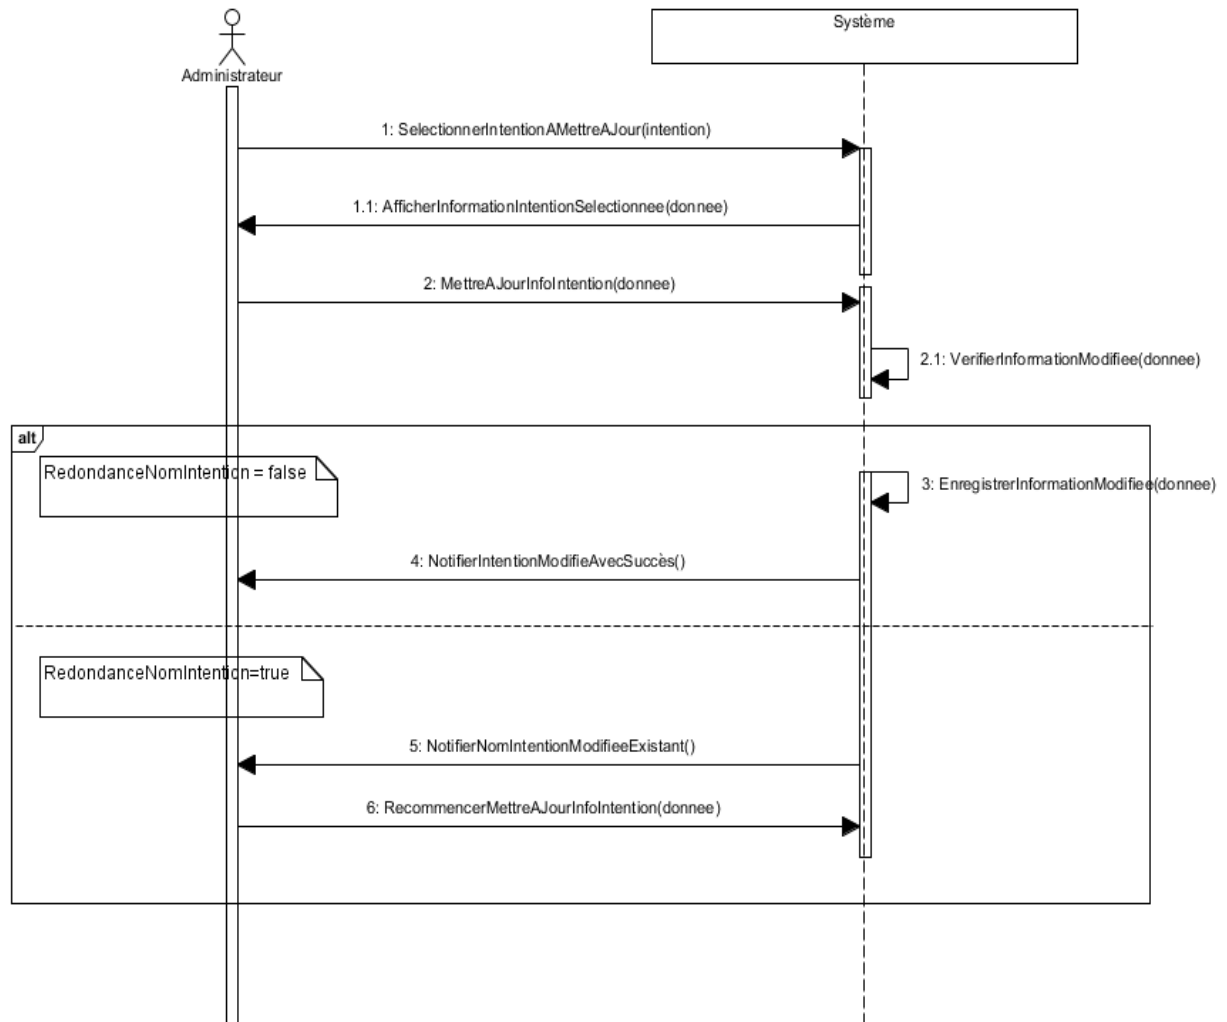 Système
Administrateur
1: SelectionnerIntentionAMettreAJour(intention)
1.1: AfficherInformationIntentionSelectionnee(donnee)
2: MettreAJourInfoIntention(donnee)
2.1: VerifierInformationModifiee(donnee)
alt
RedondanceNomIntention = false
3: EnregistrerInformationModifiee(donnee)
4: NotifierIntentionModifieAvecSuccès()
RedondanceNomIntention=true
5: NotifierNomIntentionModifieeExistant()
6: RecommencerMettreAJourInfoIntention(donnee)